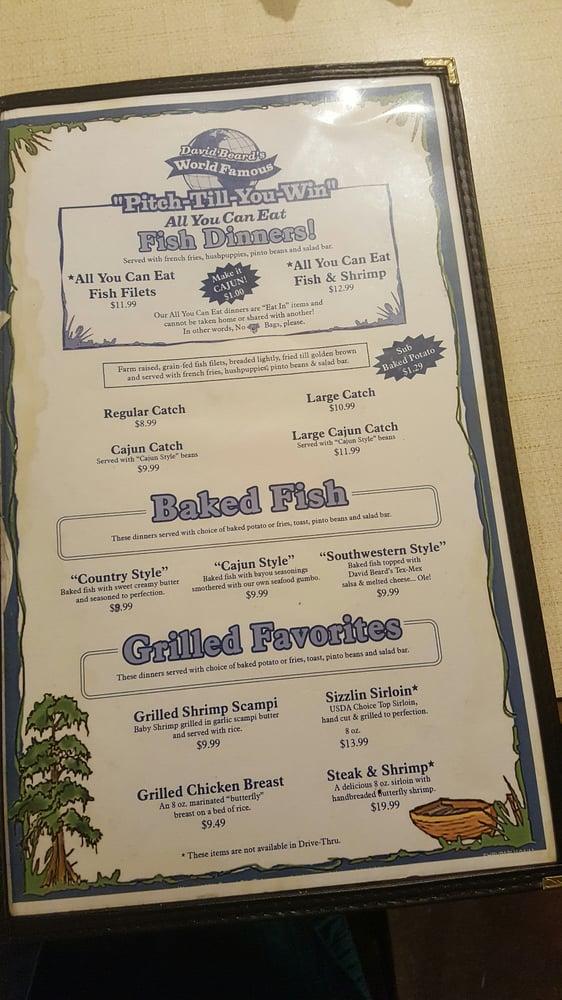 David Beard's
World Famous
"Pitch-Till-You-Win"
All You Can Eat
Fish Dinners!
Served with french fries, hushpuppies, pinto beans and salad bar.
*All You Can Eat
Fish Filets
$11.99
Make it
CAJUN!
$1.00
*All You Can Eat
Fish & Shrimp
$12.99
Our All You Can Eat dinners are "Eat In" items and
cannot be taken home or shared with another!
In other words, No Bags, please.
Farm raised, grain-fed fish filets, breaded lightly, fried till golden brown
and served with french fries, hushpuppies, pinto beans & salad bar.
Sub
Baked Potato
$1.29
Regular Catch
$8.99
Large Catch
$10.99
Cajun Catch
Served with "Cajun Style" beans
$9.99
Large Cajun Catch
Served with "Cajun Style" beans
$11.99
Baked Fish
These dinners served with choice of baked potato or fries, toast, pinto beans and salad bar.
"Country Style"
Baked fish with sweet creamy butter
and seasoned to perfection.
$9.99
"Cajun Style"
Baked fish with bayou seasonings
smothered with our own seafood gumbo.
$9.99
"Southwestern Style"
Baked fish topped with
David Beard's Tex-Mex
salsa & melted cheese... Ole!
$9.99
Grilled Favorites
These dinners served with choice of baked potato or fries, toast, pinto beans and salad bar.
Grilled Shrimp Scampi
Baby Shrimp grilled in garlic scampi butter
and served with rice.
$9.99
Sizzlin Sirloin*
USDA Choice Top Sirloin,
hand cut & grilled to perfection.
8 oz.
$13.99
Grilled Chicken Breast
An 8 oz. marinated "butterfly"
breast on a bed of rice.
$9.49
Steak & Shrimp*
A delicious 8 oz. sirloin with
handbreaded butterfly shrimp.
$19.99
* These items are not available in Drive-Thru.